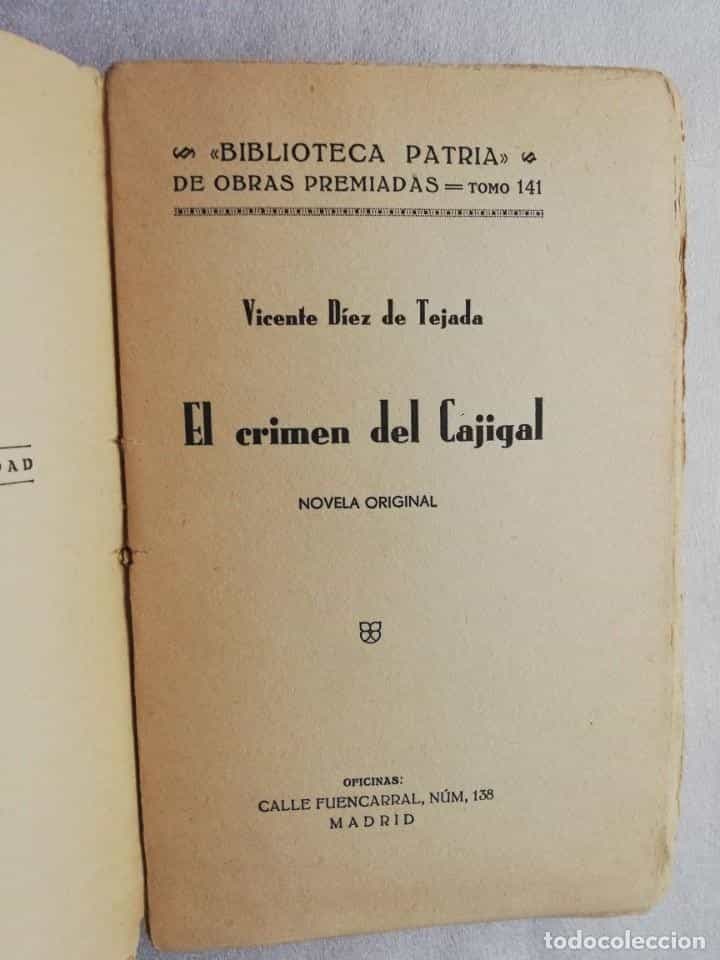 «BIBLIOTECA PATRIA»
DE OBRAS PREMIADAS = TOMO 141
Vicente Díez de Tejada
El crimen del Cajigal
NOVELA ORIGINAL
OFICINAS:
CALLE FUENCARRAL, NÚM, 138
MADRID
DAD
todocoleccion